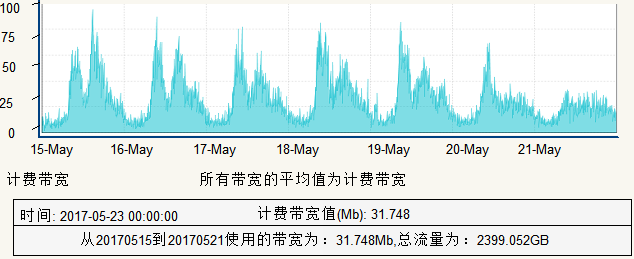 100
75
50
25
0
15-May 16-May 17-May 18-May 19-May 20-May 21-May
计费带宽 所有带宽的平均值为计费带宽
时间: 2017-05-23 00:00:00 计费带宽值(Mb): 31.748
从20170515到20170521使用的带宽为：31.748Mb,总流量为：2399.052GB